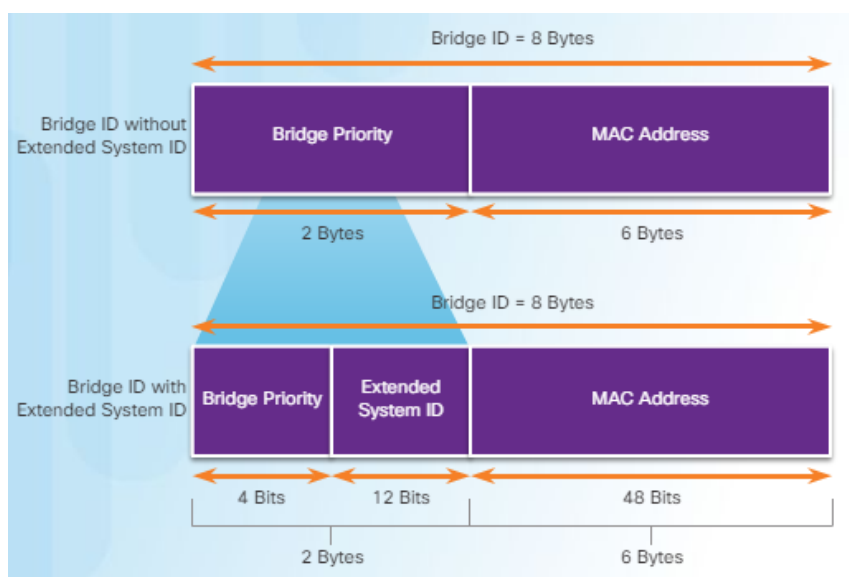 Bridge ID = 8 Bytes
Bridge ID without
Extended System ID
Bridge Priority
MAC Address
2 Bytes
6 Bytes
Bridge ID = 8 Bytes
Bridge ID with
Extended System ID
Bridge Priority
Extended
System ID
MAC Address
4 Bits
12 Bits
48 Bits
2 Bytes
6 Bytes